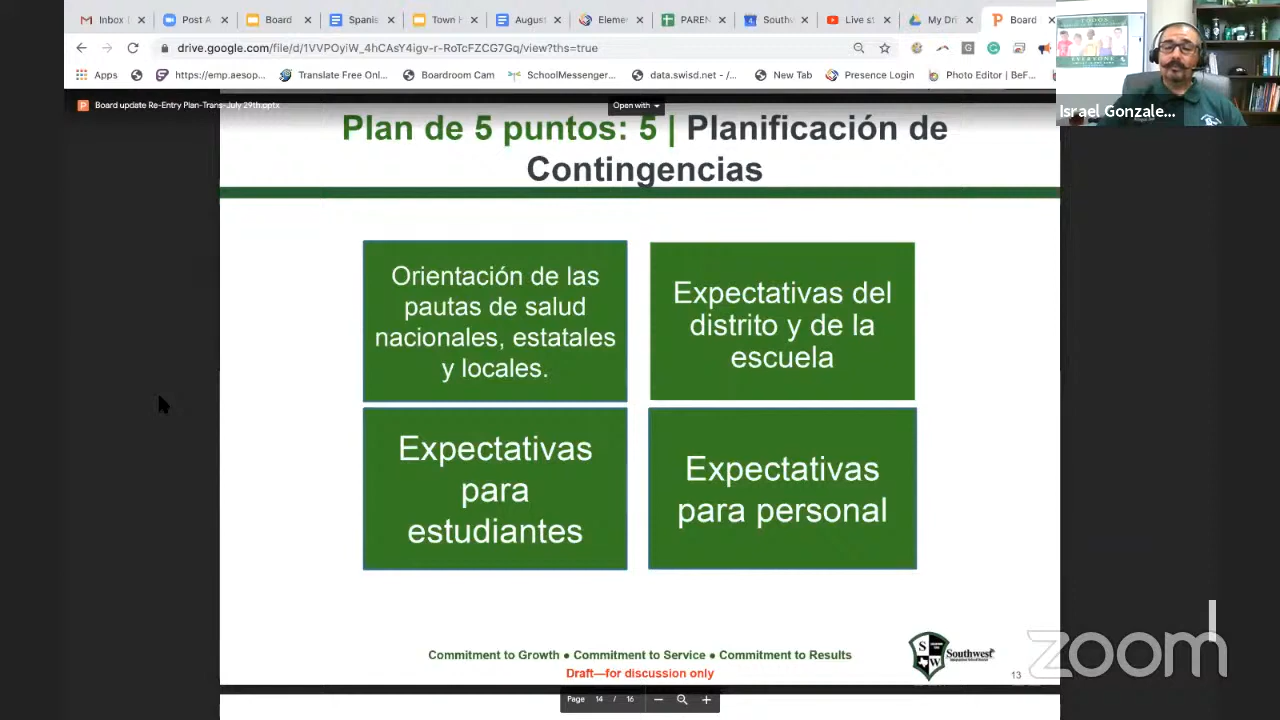 Inbox
Post A
Board
Spanis
Town H
August
Elemer
PAREN
Southw
Live st
My Dri
Board
drive.google.com/file/d/1VVPOyiW_4hCAsY4igv-r-RoTcFZCG7Gq/view?ths=true
Apps
https://emp.aesop...
Translate Free Onl...
Boardroom Cam
SchoolMessenger...
data.swisd.net -/...
New Tab
Presence Login
Photo Editor | BeF...
TODOS
EVERYONE
Israel Gonzale...
Board update Re-Entry Plan-Trans-July 29th.pptx
Open with
Plan de 5 puntos: 5 | Planificación de
Contingencias
Orientación de las
pautas de salud
nacionales, estatales
y locales.
Expectativas del
distrito y de la
escuela
Expectativas
para
estudiantes
Expectativas
para personal
Commitment to Growth ● Commitment to Service ● Commitment to Results
Draft—for discussion only
S
W
Southwest
13
zoom
Page 14 / 16